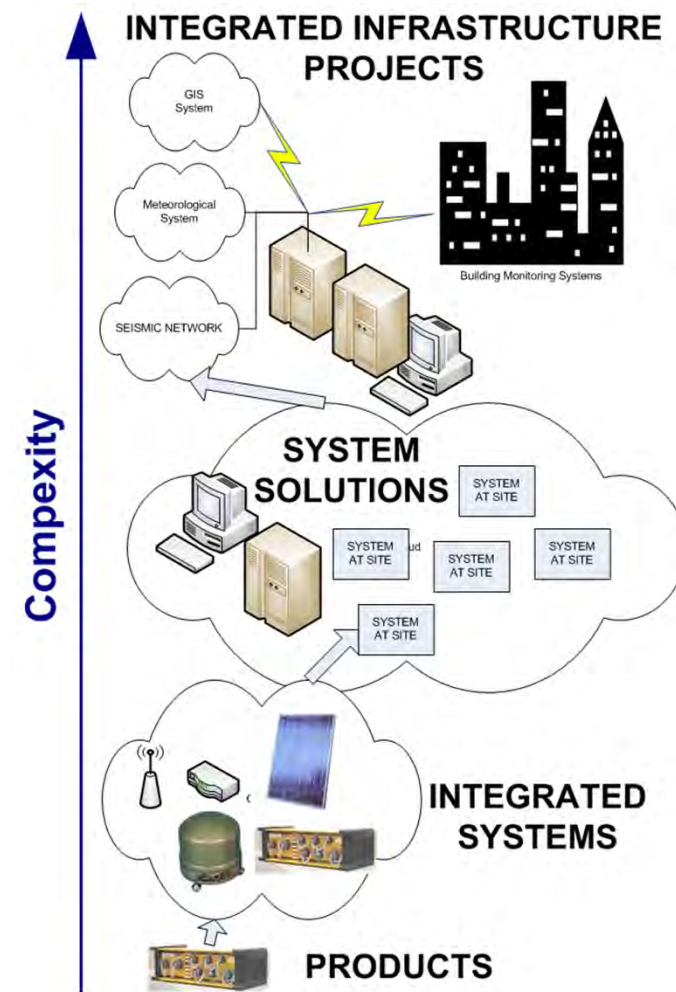 INTEGRATED INFRASTRUCTURE
PROJECTS
GIS
System
Meteorological
System
Building Monitoring Systems
SEISMIC NETWORK
Compexity
SYSTEM
SOLUTIONS
SYSTEM
AT SITE
SYSTEM
AT SITE
ud
SYSTEM
AT SITE
SYSTEM
AT SITE
SYSTEM
AT SITE
INTEGRATED
SYSTEMS
PRODUCTS